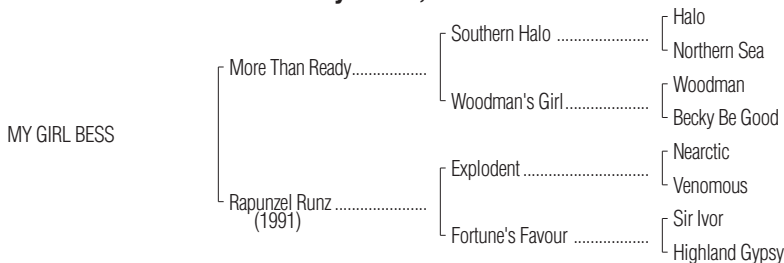 Halo
Southern Halo ......................
Northern Sea
More Than Ready..................
Woodman
Woodman's Girl....................
Becky Be Good
MY GIRL BESS
Nearctic
Explodent ..............................
Venomous
Rapunzel Runz ......................
(1991)
Sir Ivor
Fortune's Favour ..................
Highland Gypsy